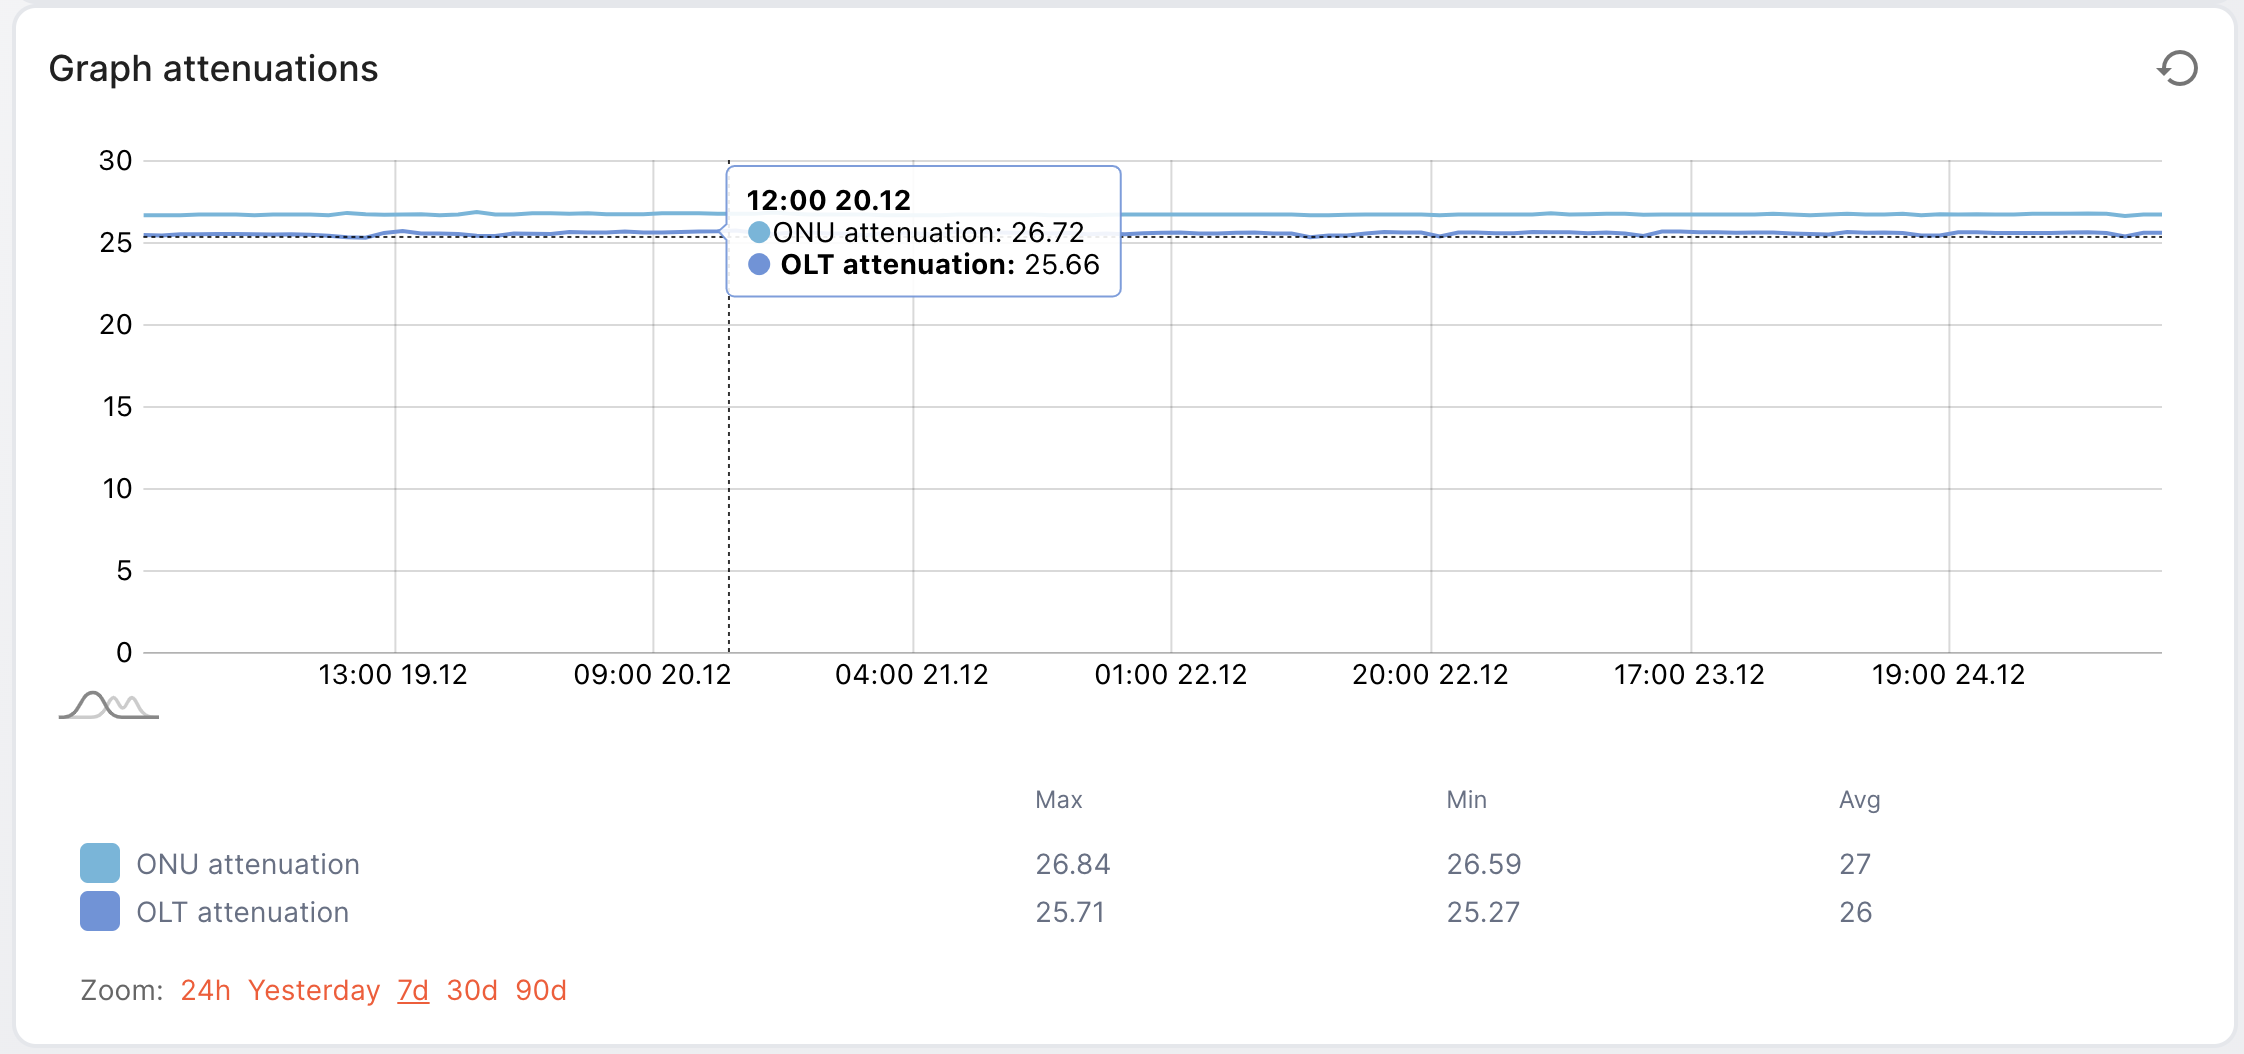 Graph attenuations
30
12:00 20.12
ONU attenuation: 26.72
25
OLT attenuation: 25.66
20
15
10
5
0
13:00 19.12 09:00 20.12 04:00 21.12 01:00 22.12 20:00 22.12 17:00 23.12 19:00 24.12
Max Min Avg
ONU attenuation 26.84 26.59 27
OLT attenuation 25.71 25.27 26
Zoom: 24h Yesterday 7d 30d 90d